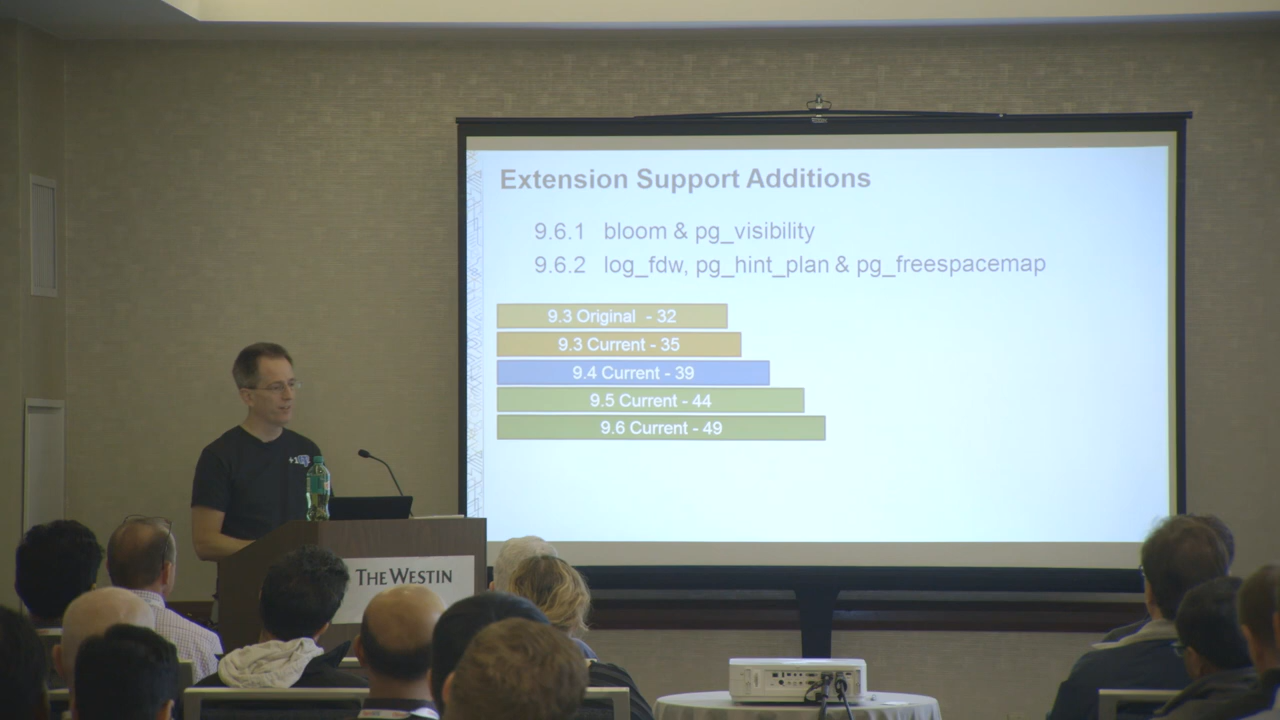 Extension Support Additions
9.6.1 bloom & pg_visibility
9.6.2 log_fdw, pg_hint_plan & pg_freespacemap
9.3 Original - 32
9.3 Current - 35
9.4 Current - 39
9.5 Current - 44
9.6 Current - 49
THE WESTIN